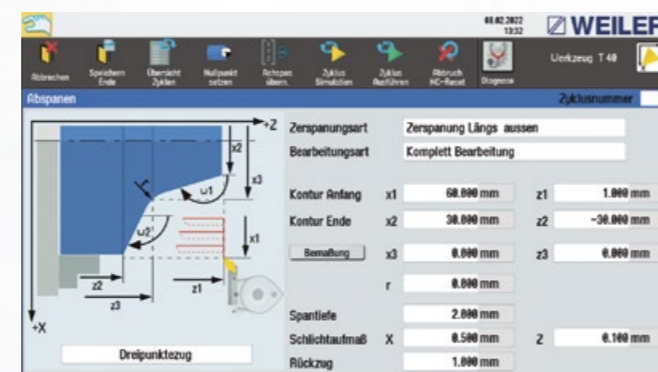 08.02.2022
13:32
WEILER
Abbrechen
Speichern Ende
Übersicht Zyklen
Nullpunkt setzen
Achspos übern.
Zyklus Simulation
Zyklus Ausführen
Abbruch NC-Reset
Diagnose
Werkzeug T 40
Abspanen
Zyklusnummer
+Z
Zerspanungsart Zerspanung Längs aussen
Bearbeitungsart Komplett Bearbeitung
x2
x3
r
ω1
Kontur Anfang x1 60.000 mm z1 1.000 mm
Kontur Ende x2 30.000 mm z2 -30.000 mm
ω2
x1
Bemaßung x3 0.000 mm z3 0.000 mm
z2
z1
r 0.000 mm
z3
Spantiefe 2.000 mm
+X
Schlichtaufmaß X 0.500 mm Z 0.100 mm
Dreipunktezug
Rückzug 1.000 mm